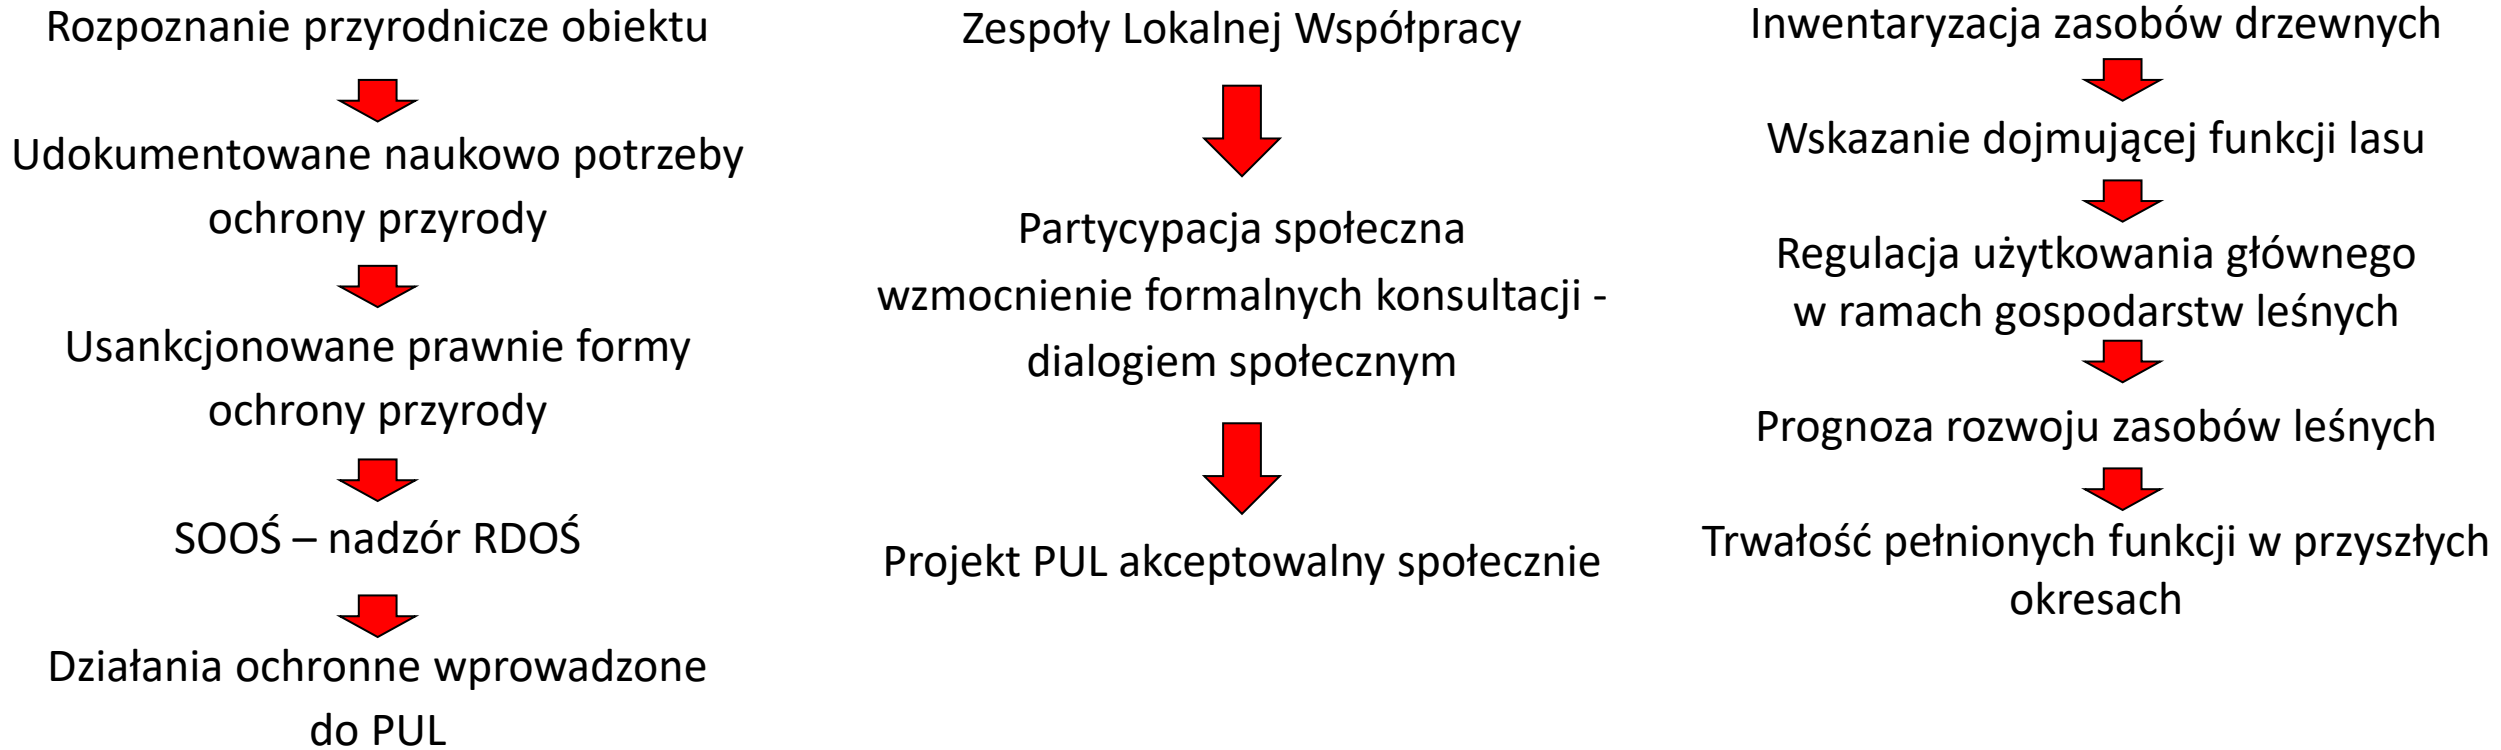 Rozpoznanie przyrodnicze obiektu
Udokumentowane naukowo potrzeby
ochrony przyrody
Usankcjonowane prawnie formy
ochrony przyrody
SOOŚ – nadzór RDOŚ
Działania ochronne wprowadzone
do PUL
Zespoły Lokalnej Współpracy
Partycypacja społeczna
wzmocnienie formalnych konsultacji -
dialogiem społecznym
Projekt PUL akceptowalny społecznie
Inwentaryzacja zasobów drzewnych
Wskazanie dojmującej funkcji lasu
Regulacja użytkowania głównego
w ramach gospodarstw leśnych
Prognoza rozwoju zasobów leśnych
Trwałość pełnionych funkcji w przyszłych
okresach